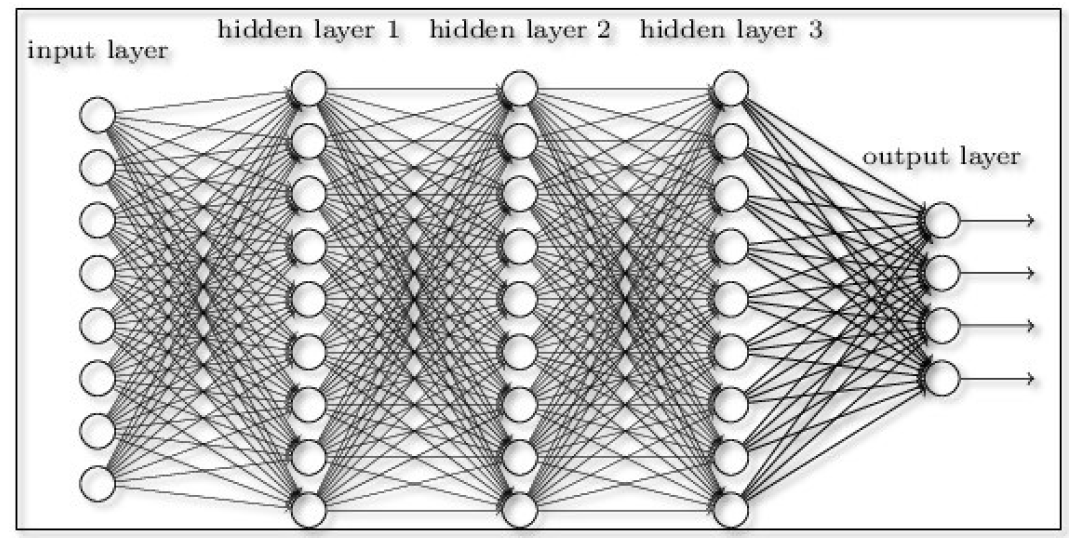 input layer
hidden layer 1
hidden layer 2
hidden layer 3
output layer